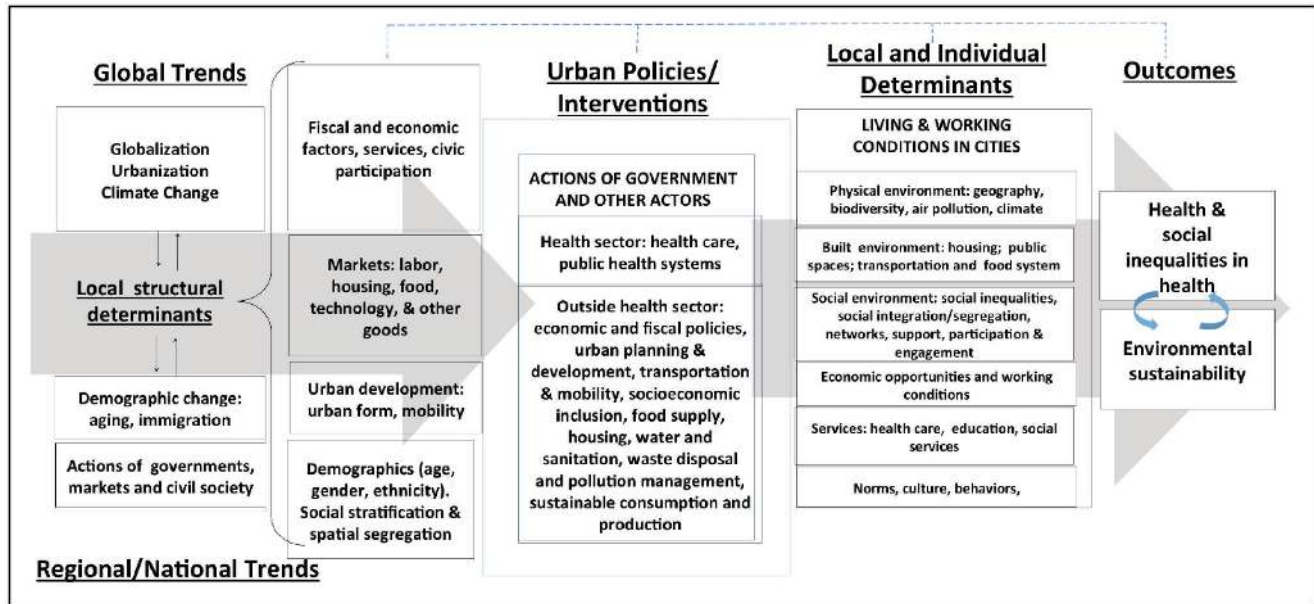 Global Trends
Globalization
Urbanization
Climate Change
Local structural
determinants
Demographic change:
aging, immigration
Actions of governments,
markets and civil society
Regional/National Trends
Fiscal and economic
factors, services, civic
participation
Markets: labor,
housing, food,
technology, & other
goods
Urban development:
urban form, mobility
Demographics (age,
gender, ethnicity).
Social stratification &
spatial segregation
Urban Policies/
Interventions
ACTIONS OF GOVERNMENT
AND OTHER ACTORS
Health sector: health care,
public health systems
Outside health sector:
economic and fiscal policies,
urban planning &
development, transportation
& mobility, socioeconomic
inclusion, food supply,
housing, water and
sanitation, waste disposal
and pollution management,
sustainable consumption and
production
Local and Individual
Determinants
LIVING & WORKING
CONDITIONS IN CITIES
Physical environment: geography,
biodiversity, air pollution, climate
Built environment: housing; public
spaces; transportation and food system
Social environment: social inequalities,
social integration/segregation,
networks, support, participation &
engagement
Economic opportunities and working
conditions
Services: health care, education, social
services
Norms, culture, behaviors,
Outcomes
Health &
social
inequalities in
health
Environmental
sustainability